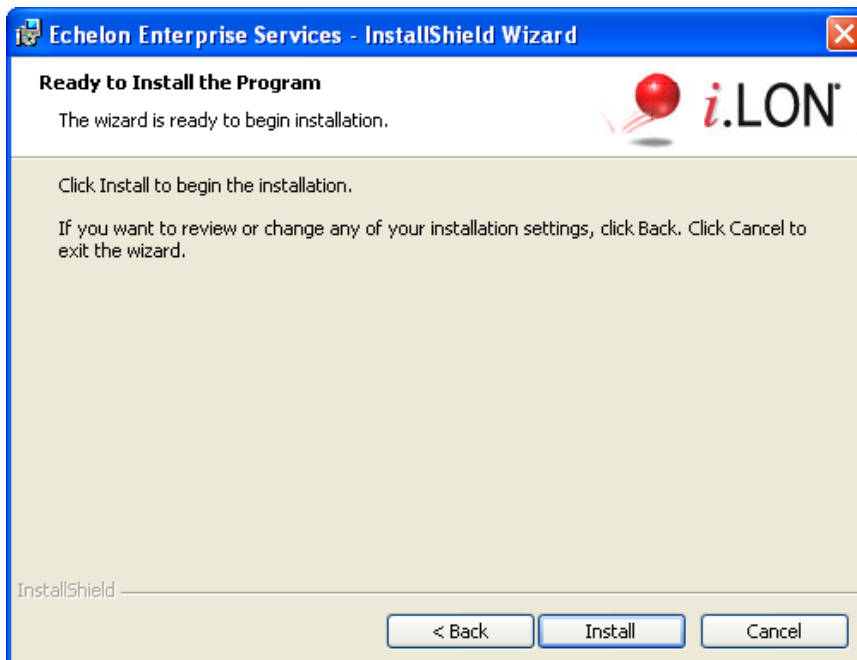 Echelon Enterprise Services - InstallShield Wizard
Ready to Install the Program
The wizard is ready to begin installation.
i.LON
Click Install to begin the installation.
If you want to review or change any of your installation settings, click Back. Click Cancel to
exit the wizard.
InstallShield
< Back
Install
Cancel